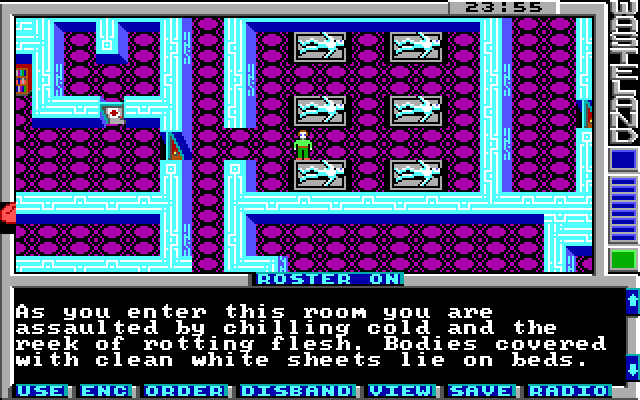 23:55
WASTELAND
ROSTER ON
As you enter this room you are
assaulted by chilling cold and the
reek of rotting flesh. Bodies covered
with clean white sheets lie on beds.
USE ENC ORDER DISBAND VIEW SAVE RADIO